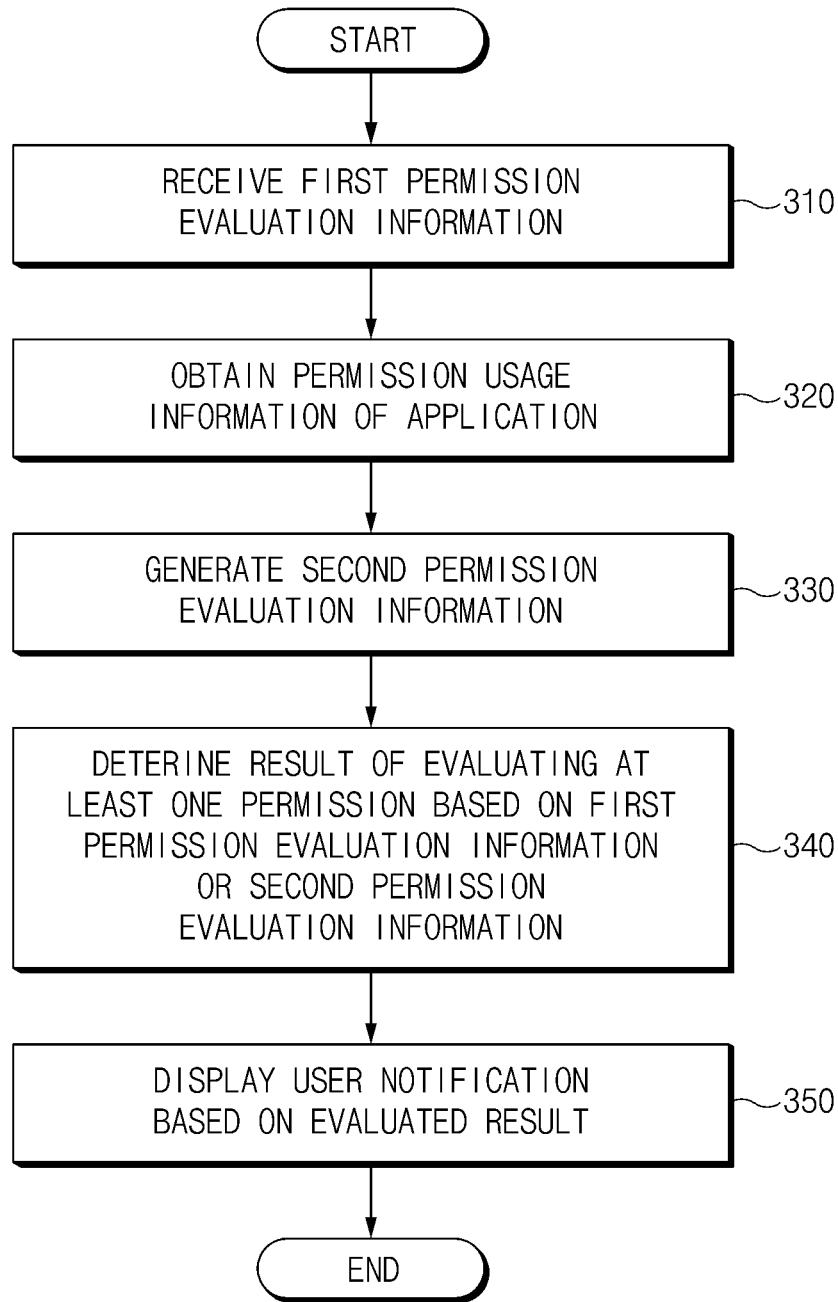 START
RECEIVE FIRST PERMISSION
EVALUATION INFORMATION
310
OBTAIN PERMISSION USAGE
INFORMATION OF APPLICATION
320
GENERATE SECOND PERMISSION
EVALUATION INFORMATION
330
DETERINE RESULT OF EVALUATING AT
LEAST ONE PERMISSION BASED ON FIRST
PERMISSION EVALUATION INFORMATION
OR SECOND PERMISSION
EVALUATION INFORMATION
340
DISPLAY USER NOTIFICATION
BASED ON EVALUATED RESULT
350
END